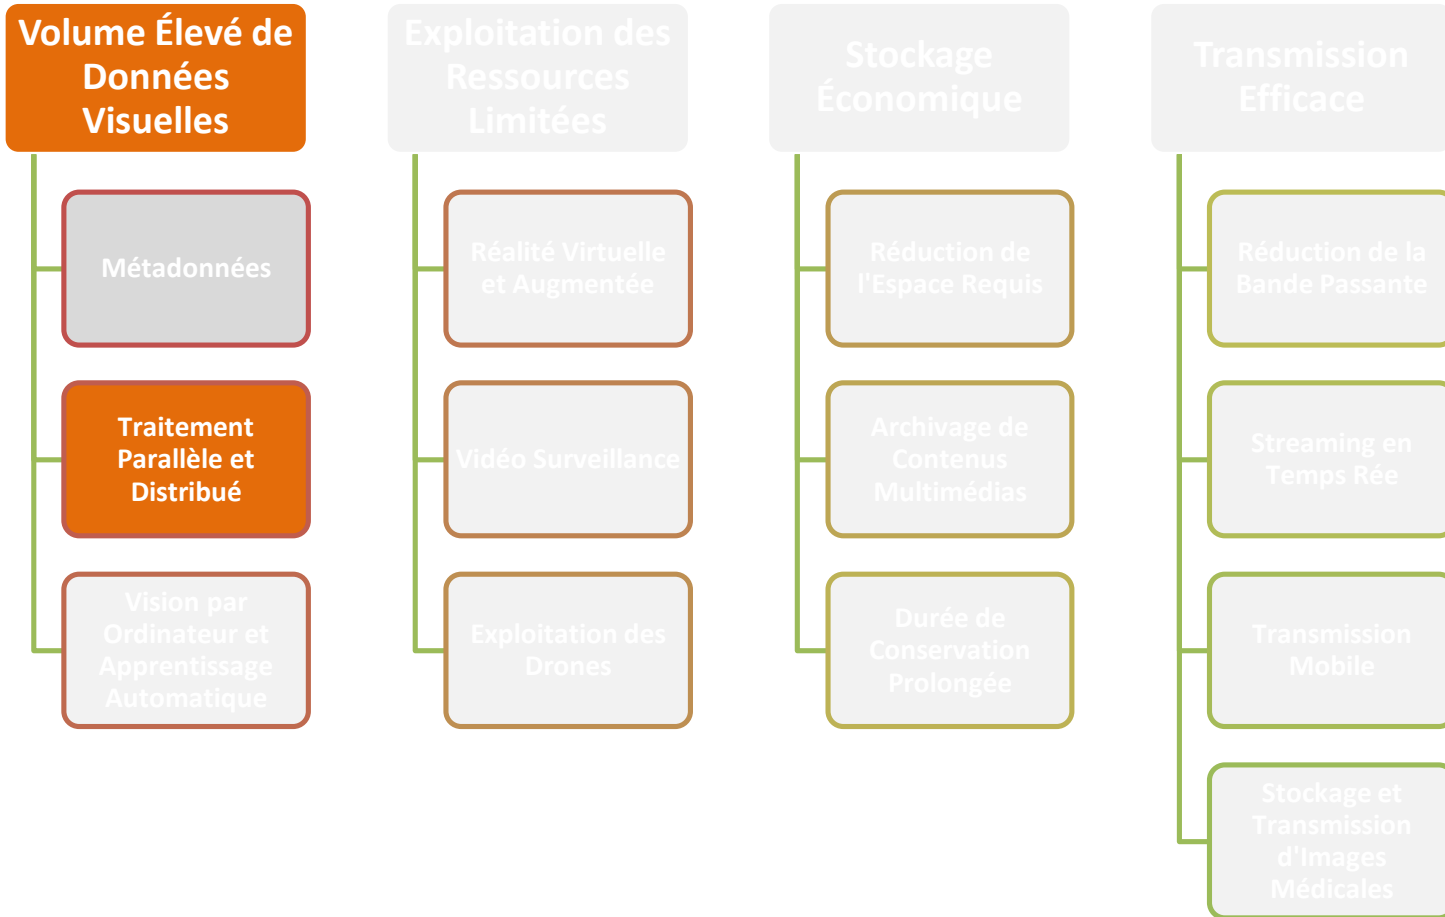 Volume Élevé de
Données
Visuelles
Métadonnées
Traitement
Parallèle et
Distribué
Vision par
Ordinateur et
Apprentissage
Automatique
Exploitation des
Ressources
Limitées
Réalité Virtuelle
et Augmentée
Vidéo Surveillance
Exploitation des
Drones
Stockage
Économique
Réduction de
l'Espace Requis
Archivage de
Contenus
Multimédias
Durée de
Conservation
Prolongée
Transmission
Efficace
Réduction de la
Bande Passante
Streaming en
Temps Rée
Transmission
Mobile
Stockage et
Transmission
d'Images
Médicales